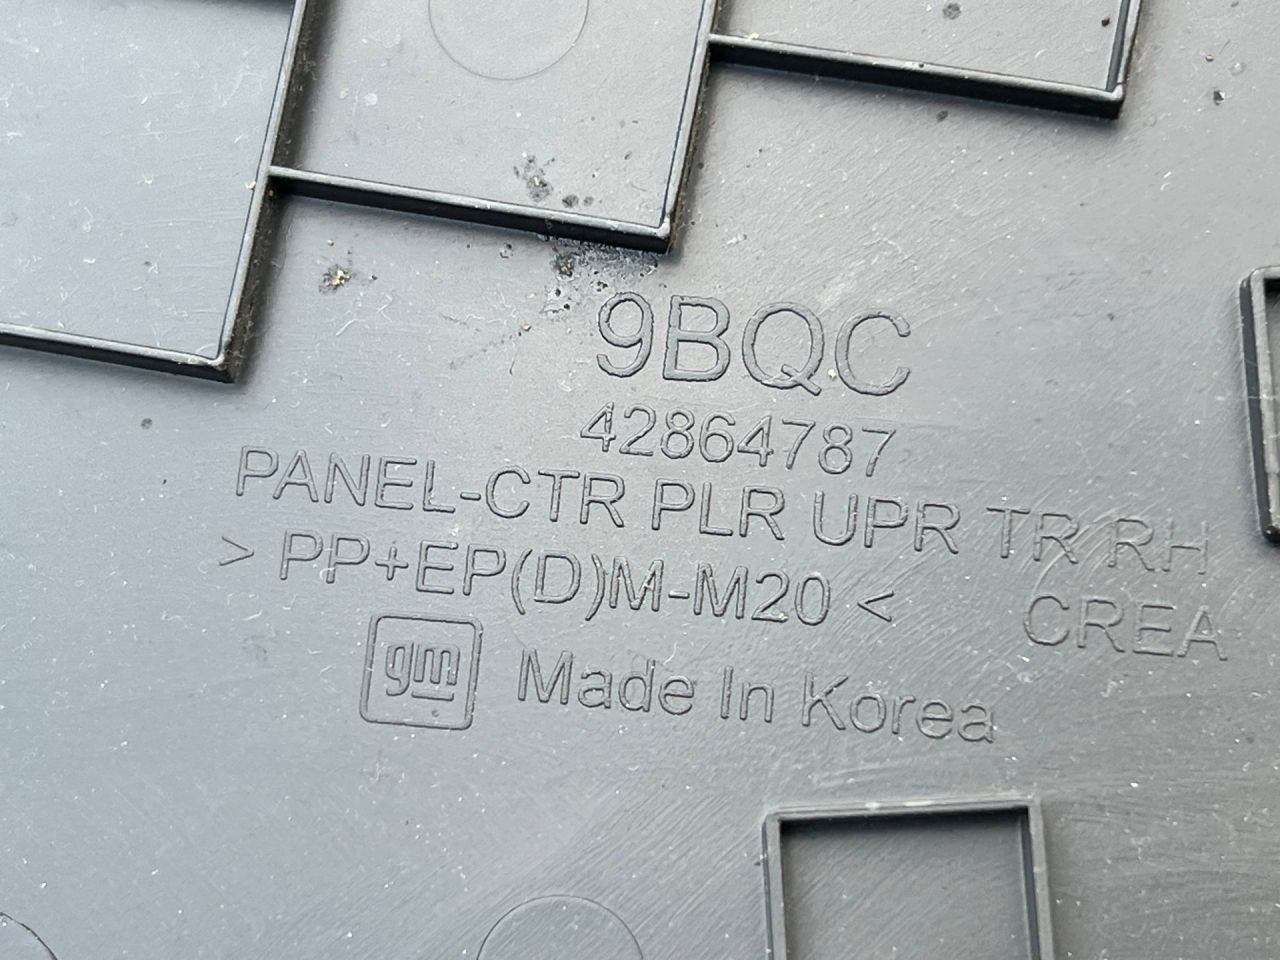 9BQC
42864787
PANEL-CTR PLR UPR TR RH
> PP+EP(D)M-M20 < CREA
gm Made In Korea